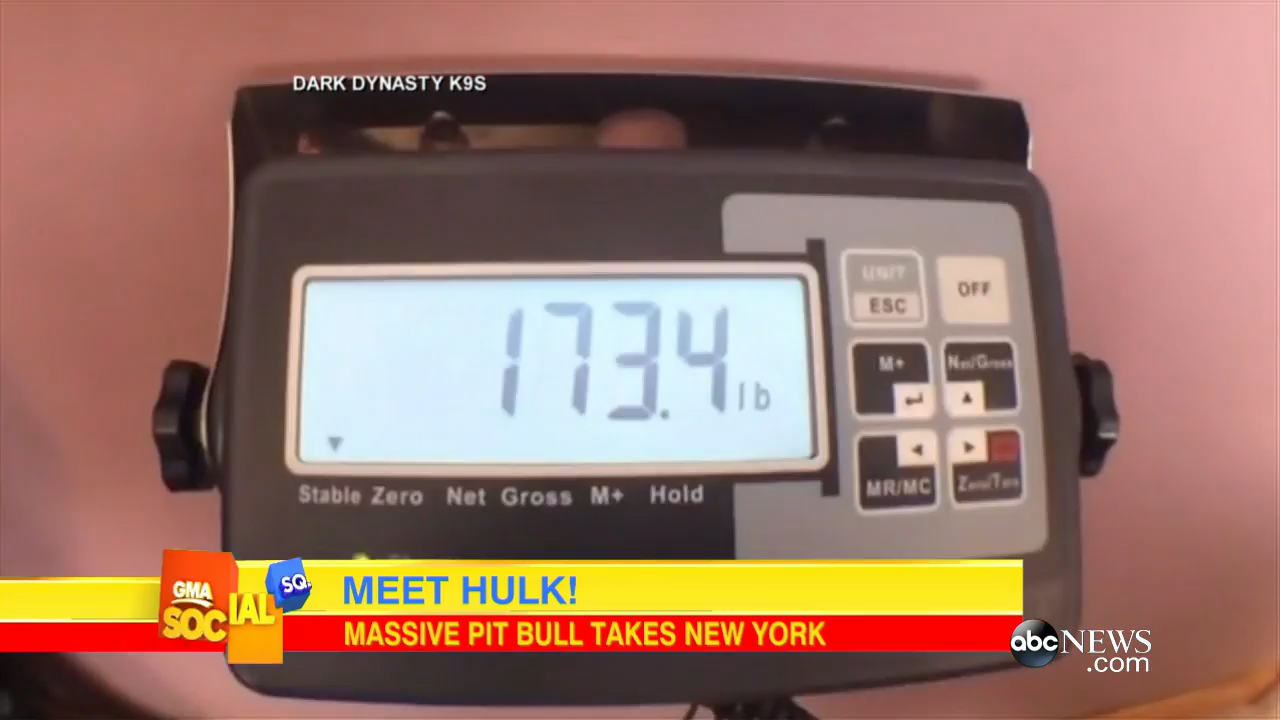 DARK DYNASTY K9S
UNIT
ESC
OFF
173.4 lb
M+
Net/Gross
MR/MC
Zero/Tare
Stable Zero Net Gross M+ Hold
GMA
SOCIAL
SQ.
MEET HULK!
MASSIVE PIT BULL TAKES NEW YORK
abc NEWS
.com